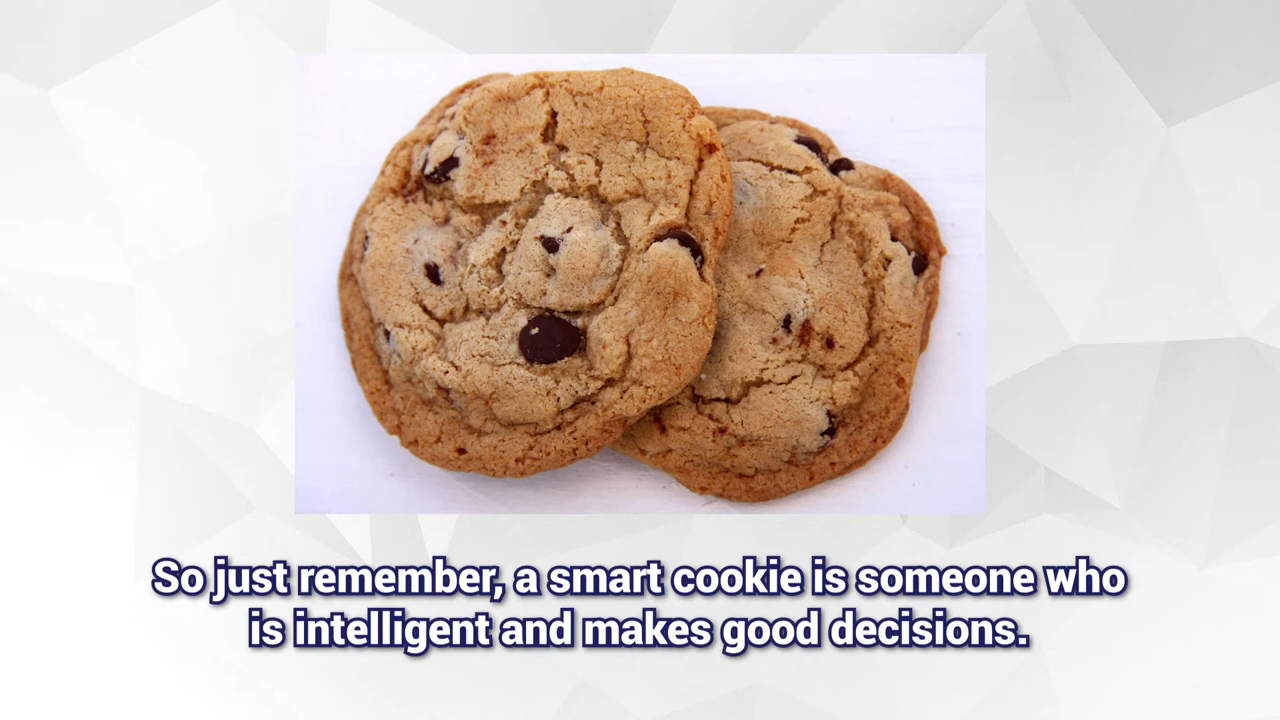 So just remember, a smart cookie is someone who
is intelligent and makes good decisions.